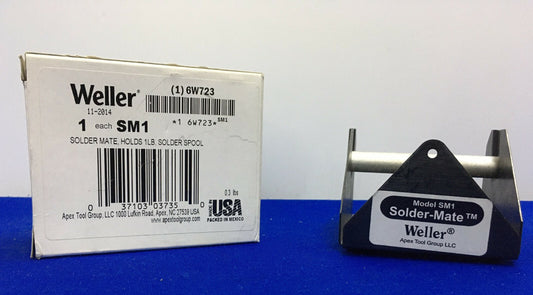 Weller®
11-2014
(1) 6W723
*1 6W723* SM1
1 each SM1
SOLDER MATE, HOLDS 1LB, SOLDER SPOOL
0 37103 03735 0
0.3 lbs
USA
PACKED IN MEXICO
Apex Tool Group, LLC 1000 Lufkin Road, Apex, NC 27539 USA
www.apextoolgroup.com
Model SM1
Solder-Mate™
Weller®
Apex Tool Group LLC